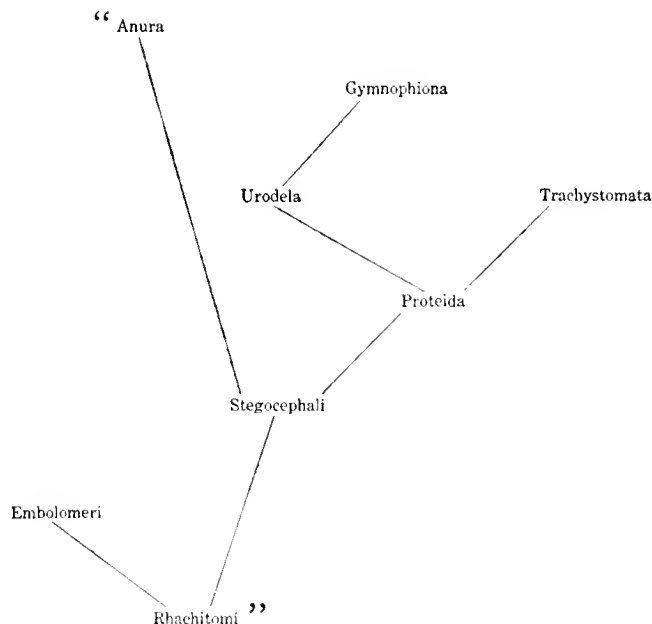 “ Anura
Gymnophiona
Urodela Trachystomata
Proteida
Stegocephali
Embolomeri
Rhachitomi ”